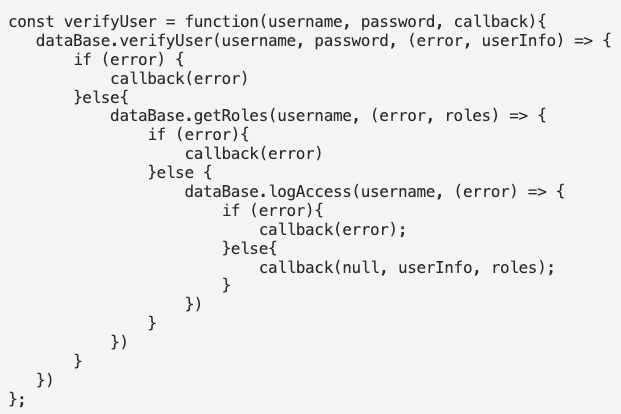 const verifyUser = function(username, password, callback){
   dataBase.verifyUser(username, password, (error, userInfo) => {
       if (error) {
           callback(error)
       }else{
           dataBase.getRoles(username, (error, roles) => {
               if (error){
                   callback(error)
               }else {
                   dataBase.logAccess(username, (error) => {
                       if (error){
                           callback(error);
                       }else{
                           callback(null, userInfo, roles);
                       }
                   })
               }
           })
       }
   })
};